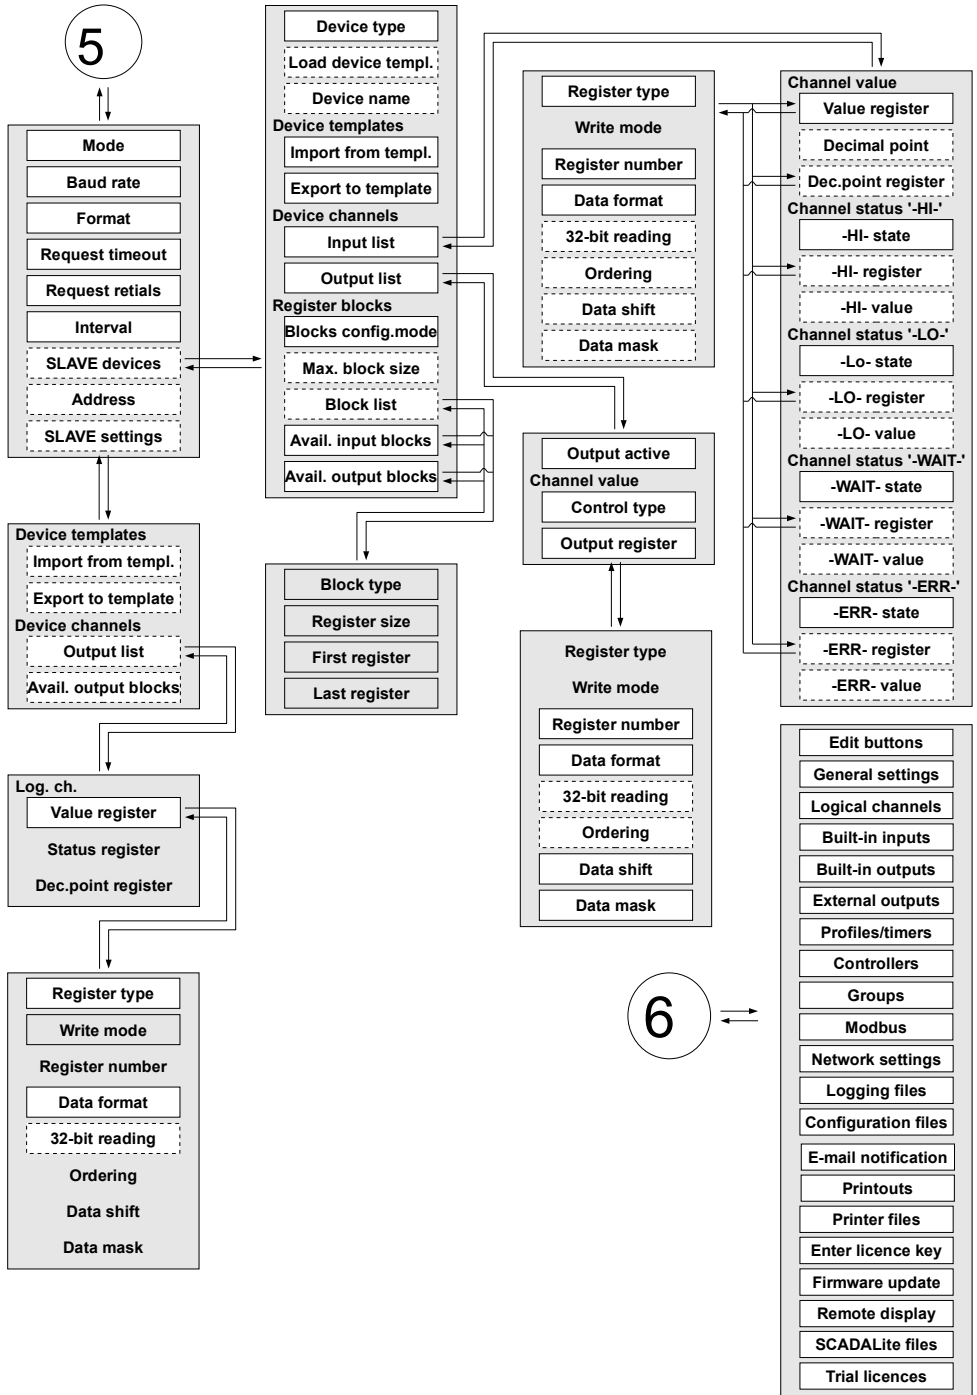 5
Mode
Baud rate
Format
Request timeout
Request retials
Interval
SLAVE devices
Address
SLAVE settings
Device templates
Import from templ.
Export to template
Device channels
Output list
Avail. output blocks
Log. ch.
Value register
Status register
Dec.point register
Register type
Write mode
Register number
Data format
32-bit reading
Ordering
Data shift
Data mask
Device type
Load device templ.
Device name
Device templates
Import from templ.
Export to template
Device channels
Input list
Output list
Register blocks
Blocks config.mode
Max. block size
Block list
Avail. input blocks
Avail. output blocks
Block type
Register size
First register
Last register
Register type
Write mode
Register number
Data format
32-bit reading
Ordering
Data shift
Data mask
Output active
Channel value
Control type
Output register
Register type
Write mode
Register number
Data format
32-bit reading
Ordering
Data shift
Data mask
Channel value
Value register
Decimal point
Dec.point register
Channel status '-HI-'
-HI- state
-HI- register
-HI- value
Channel status '-LO-'
-Lo- state
-LO- register
-LO- value
Channel status '-WAIT-'
-WAIT- state
-WAIT- register
-WAIT- value
Channel status '-ERR-'
-ERR- state
-ERR- register
-ERR- value
6
Edit buttons
General settings
Logical channels
Built-in inputs
Built-in outputs
External outputs
Profiles/timers
Controllers
Groups
Modbus
Network settings
Logging files
Configuration files
E-mail notification
Printouts
Printer files
Enter licence key
Firmware update
Remote display
SCADALite files
Trial licences